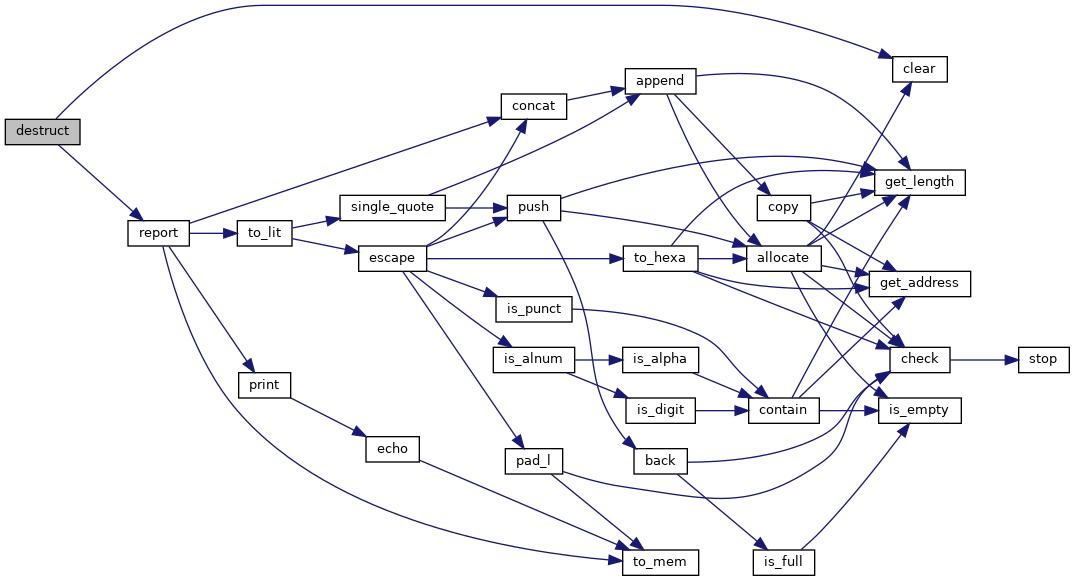 destruct
report
to_lit
print
single_quote
escape
echo
concat
push
is_punct
is_alnum
pad_l
append
to_hexa
is_alpha
is_digit
back
to_mem
copy
allocate
contain
is_full
clear
get_length
get_address
check
is_empty
stop